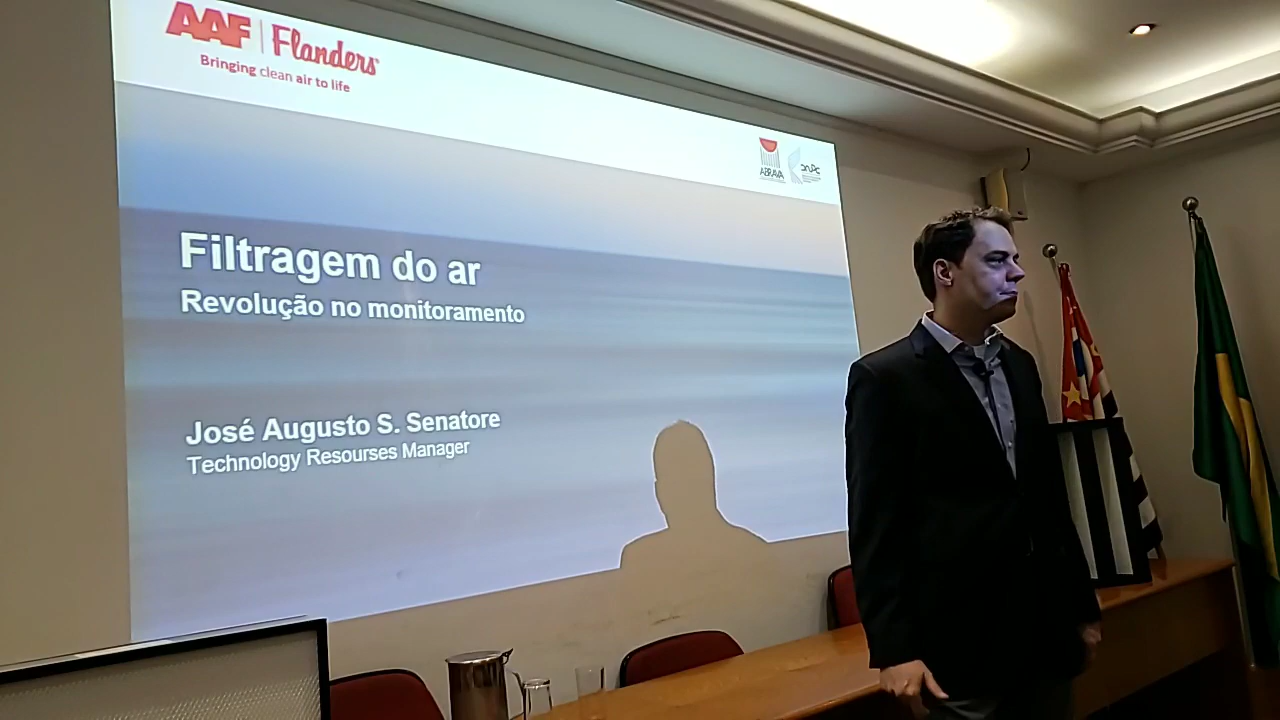 AAF | Flanders
Bringing clean air to life
ABRAVA
Filtragem do ar
Revolução no monitoramento
José Augusto S. Senatore
Technology Resourses Manager